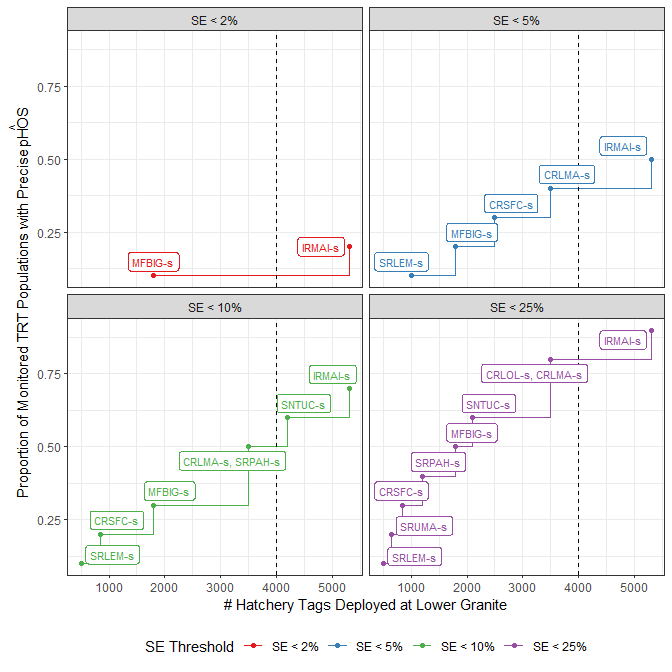 SE < 2%
SE < 5%
0.75
0.50
0.25
MFBIG-s
IRMAI-s
SRLEM-s
MFBIG-s
CRSFC-s
CRLMA-s
IRMAI-s
SE < 10%
SE < 25%
0.75
0.50
0.25
SRLEM-s
CRSFC-s
MFBIG-s
CRLMA-s, SRPAH-s
SNTUC-s
IRMAI-s
SRLEM-s
SRUMA-s
CRSFC-s
SRPAH-s
MFBIG-s
SNTUC-s
CRLOL-s, CRLMA-s
IRMAI-s
1000 2000 3000 4000 5000
1000 2000 3000 4000 5000
Proportion of Monitored TRT Populations with Precise pH̑OS
# Hatchery Tags Deployed at Lower Granite
SE Threshold SE < 2% SE < 5% SE < 10% SE < 25%